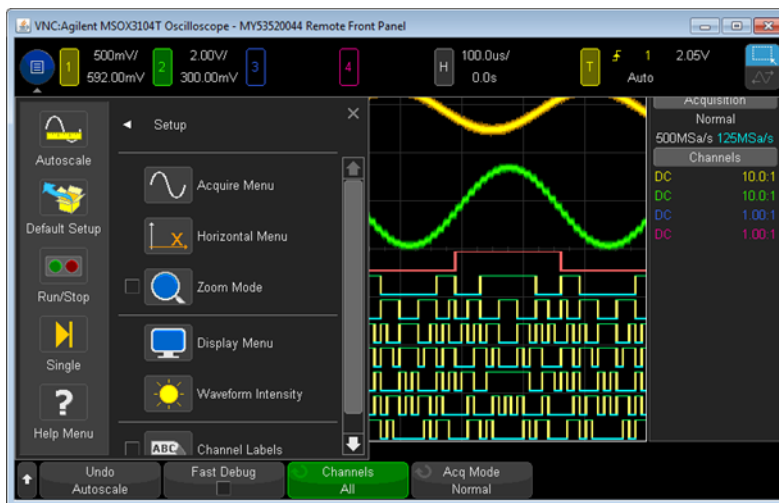 VNC:Agilent MSOX3104T Oscilloscope - MY53520044 Remote Front Panel
1 500mV/ 2 2.00V/ 3 4 H 100.0us/ T 1 2.05V
592.00mV 300.00mV 0.0s Auto
Autoscale
Default Setup
Run/Stop
Single
?
Help Menu
Setup
Acquire Menu
X
Horizontal Menu
Zoom Mode
Display Menu
Waveform Intensity
ABC Channel Labels
Acquisition
Normal
500MSa/s 125MSa/s
Channels
DC 10.0:1
DC 10.0:1
DC 1.00:1
DC 1.00:1
Undo Fast Debug Channels Acq Mode
Autoscale All Normal